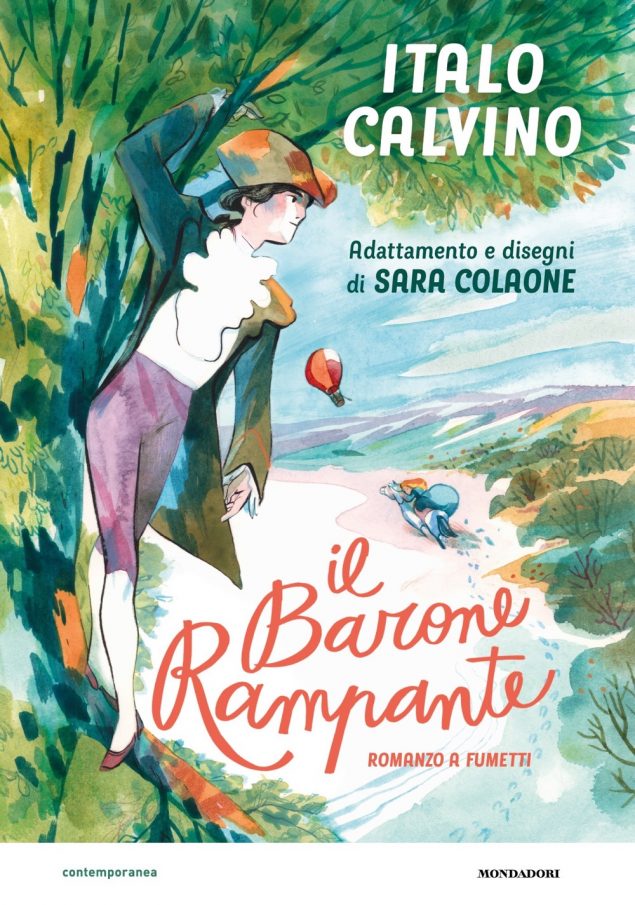 ITALO
CALVINO
Adattamento e disegni
di SARA COLAONE
il
Barone
Rampante
ROMANZO A FUMETTI
contemporanea
MONDADORI